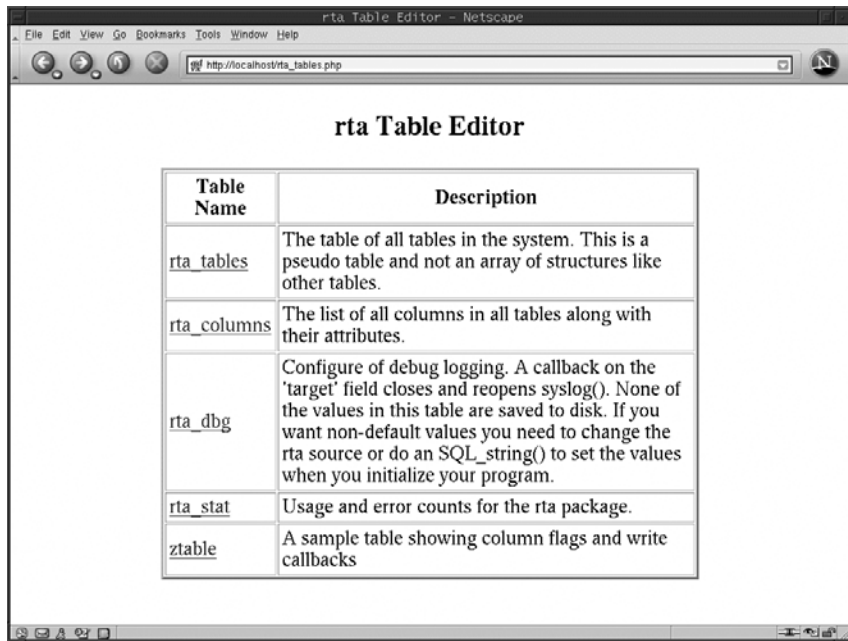 rta Table Editor – Netscape
File Edit View Go Bookmarks Tools Window Help
http://localhost/rta_tables.php
N
rta Table Editor
Table
Name
Description
rta_tables
The table of all tables in the system. This is a
pseudo table and not an array of structures like
other tables.
rta_columns
The list of all columns in all tables along with
their attributes.
rta_dbg
Configure of debug logging. A callback on the
'target' field closes and reopens syslog(). None of
the values in this table are saved to disk. If you
want non-default values you need to change the
rta source or do an SQL_string() to set the values
when you initialize your program.
rta_stat
Usage and error counts for the rta package.
ztable
A sample table showing column flags and write
callbacks